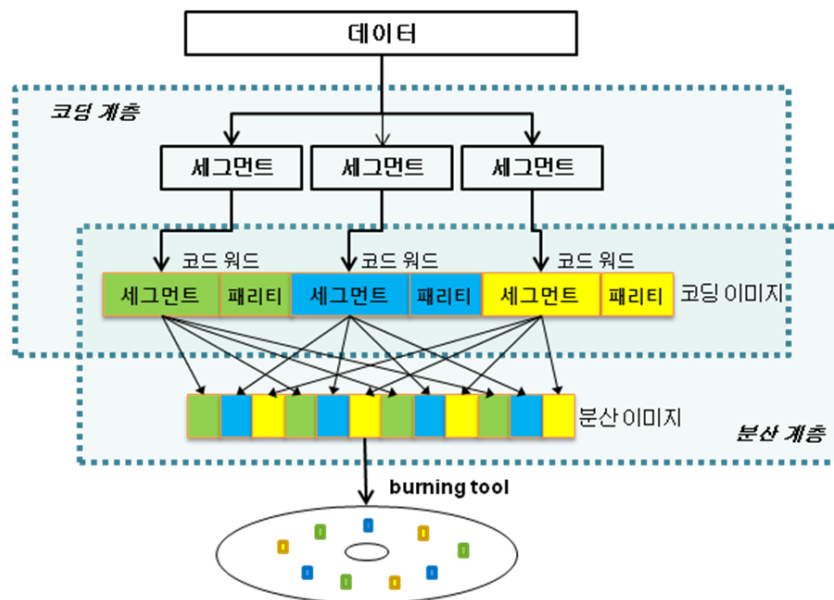 데이터
코딩 계층
세그먼트 세그먼트 세그먼트
코드 워드 코드 워드 코드 워드
세그먼트 패리티 세그먼트 패리티 세그먼트 패리티 코딩 이미지
분산 이미지
분산 계층
burning tool